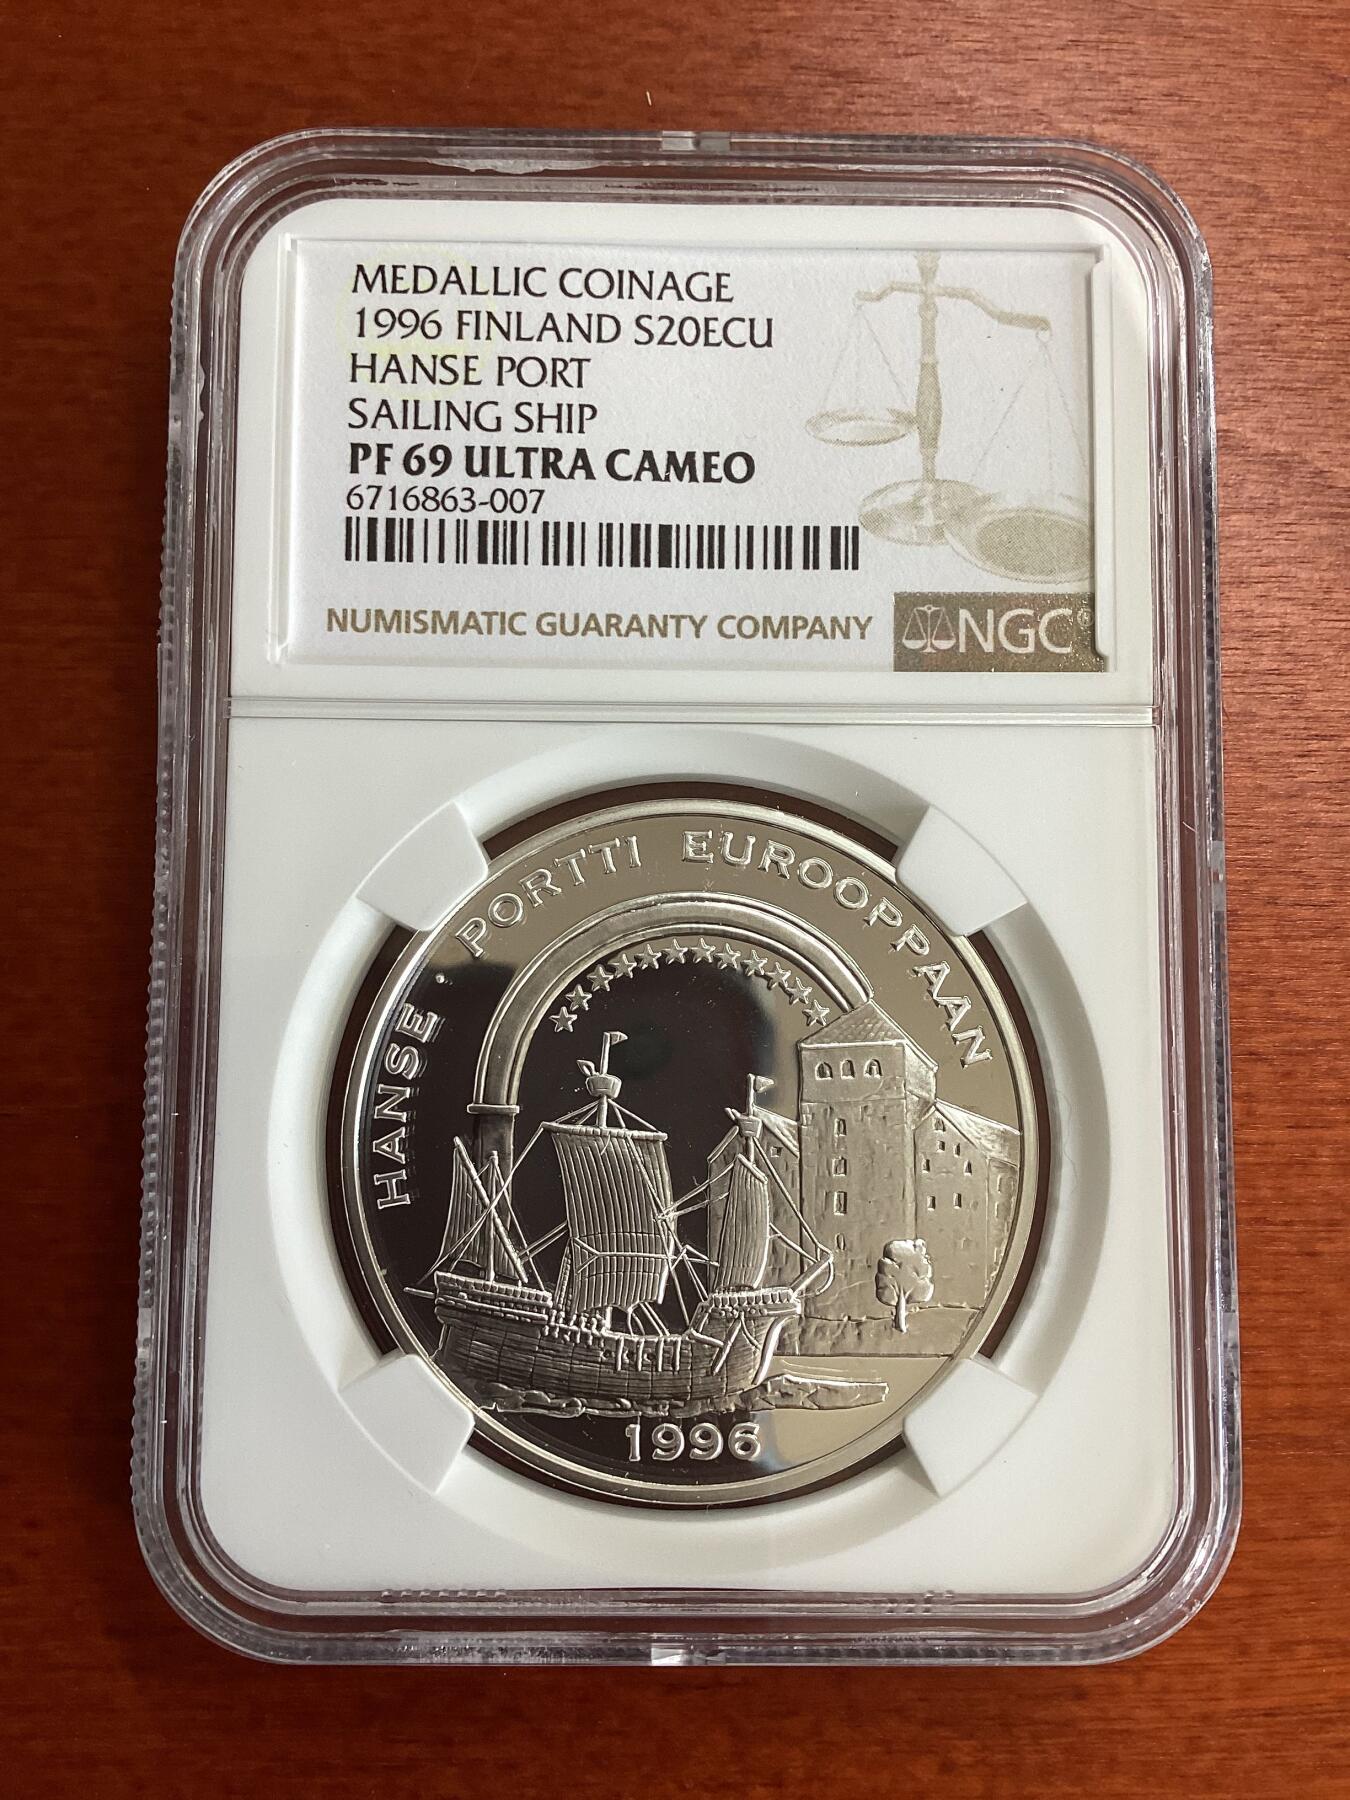 MEDALLIC COINAGE
1996 FINLAND S20ECU
HANSE PORT
SAILING SHIP
PF 69 ULTRA CAMEO
6716863-007
NUMISMATIC GUARANTY COMPANY
NGC®
HANSE · PORTTI EUROOPPAAN
1996